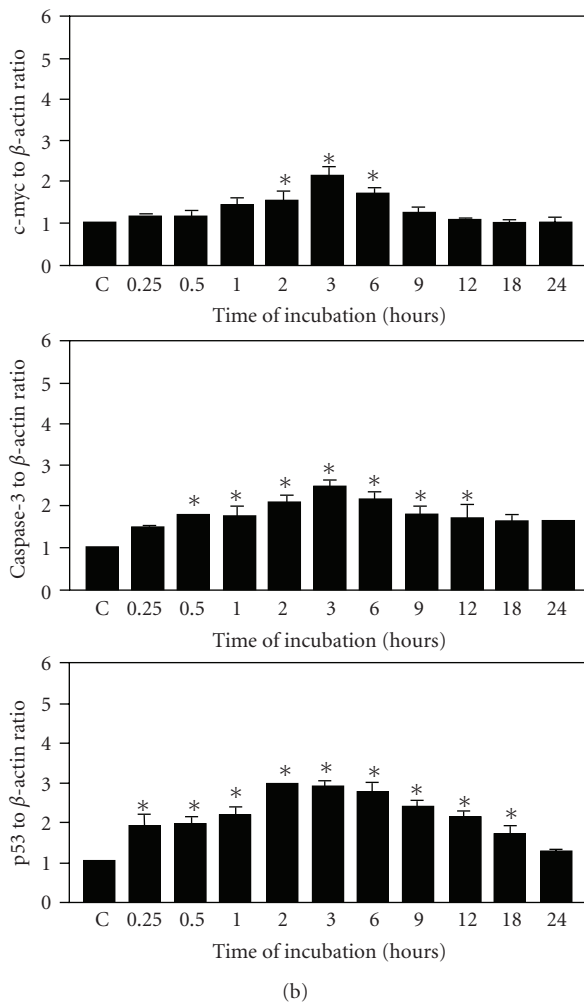 6
5
4
3
2
1
0
c-myc to β-actin ratio
* * *
C 0.25 0.5 1 2 3 6 9 12 18 24
Time of incubation (hours)
6
5
4
3
2
1
0
Caspase-3 to β-actin ratio
* * * * * * *
C 0.25 0.5 1 2 3 6 9 12 18 24
Time of incubation (hours)
6
5
4
3
2
1
0
p53 to β-actin ratio
* * * * * * * * *
C 0.25 0.5 1 2 3 6 9 12 18 24
Time of incubation (hours)
(b)